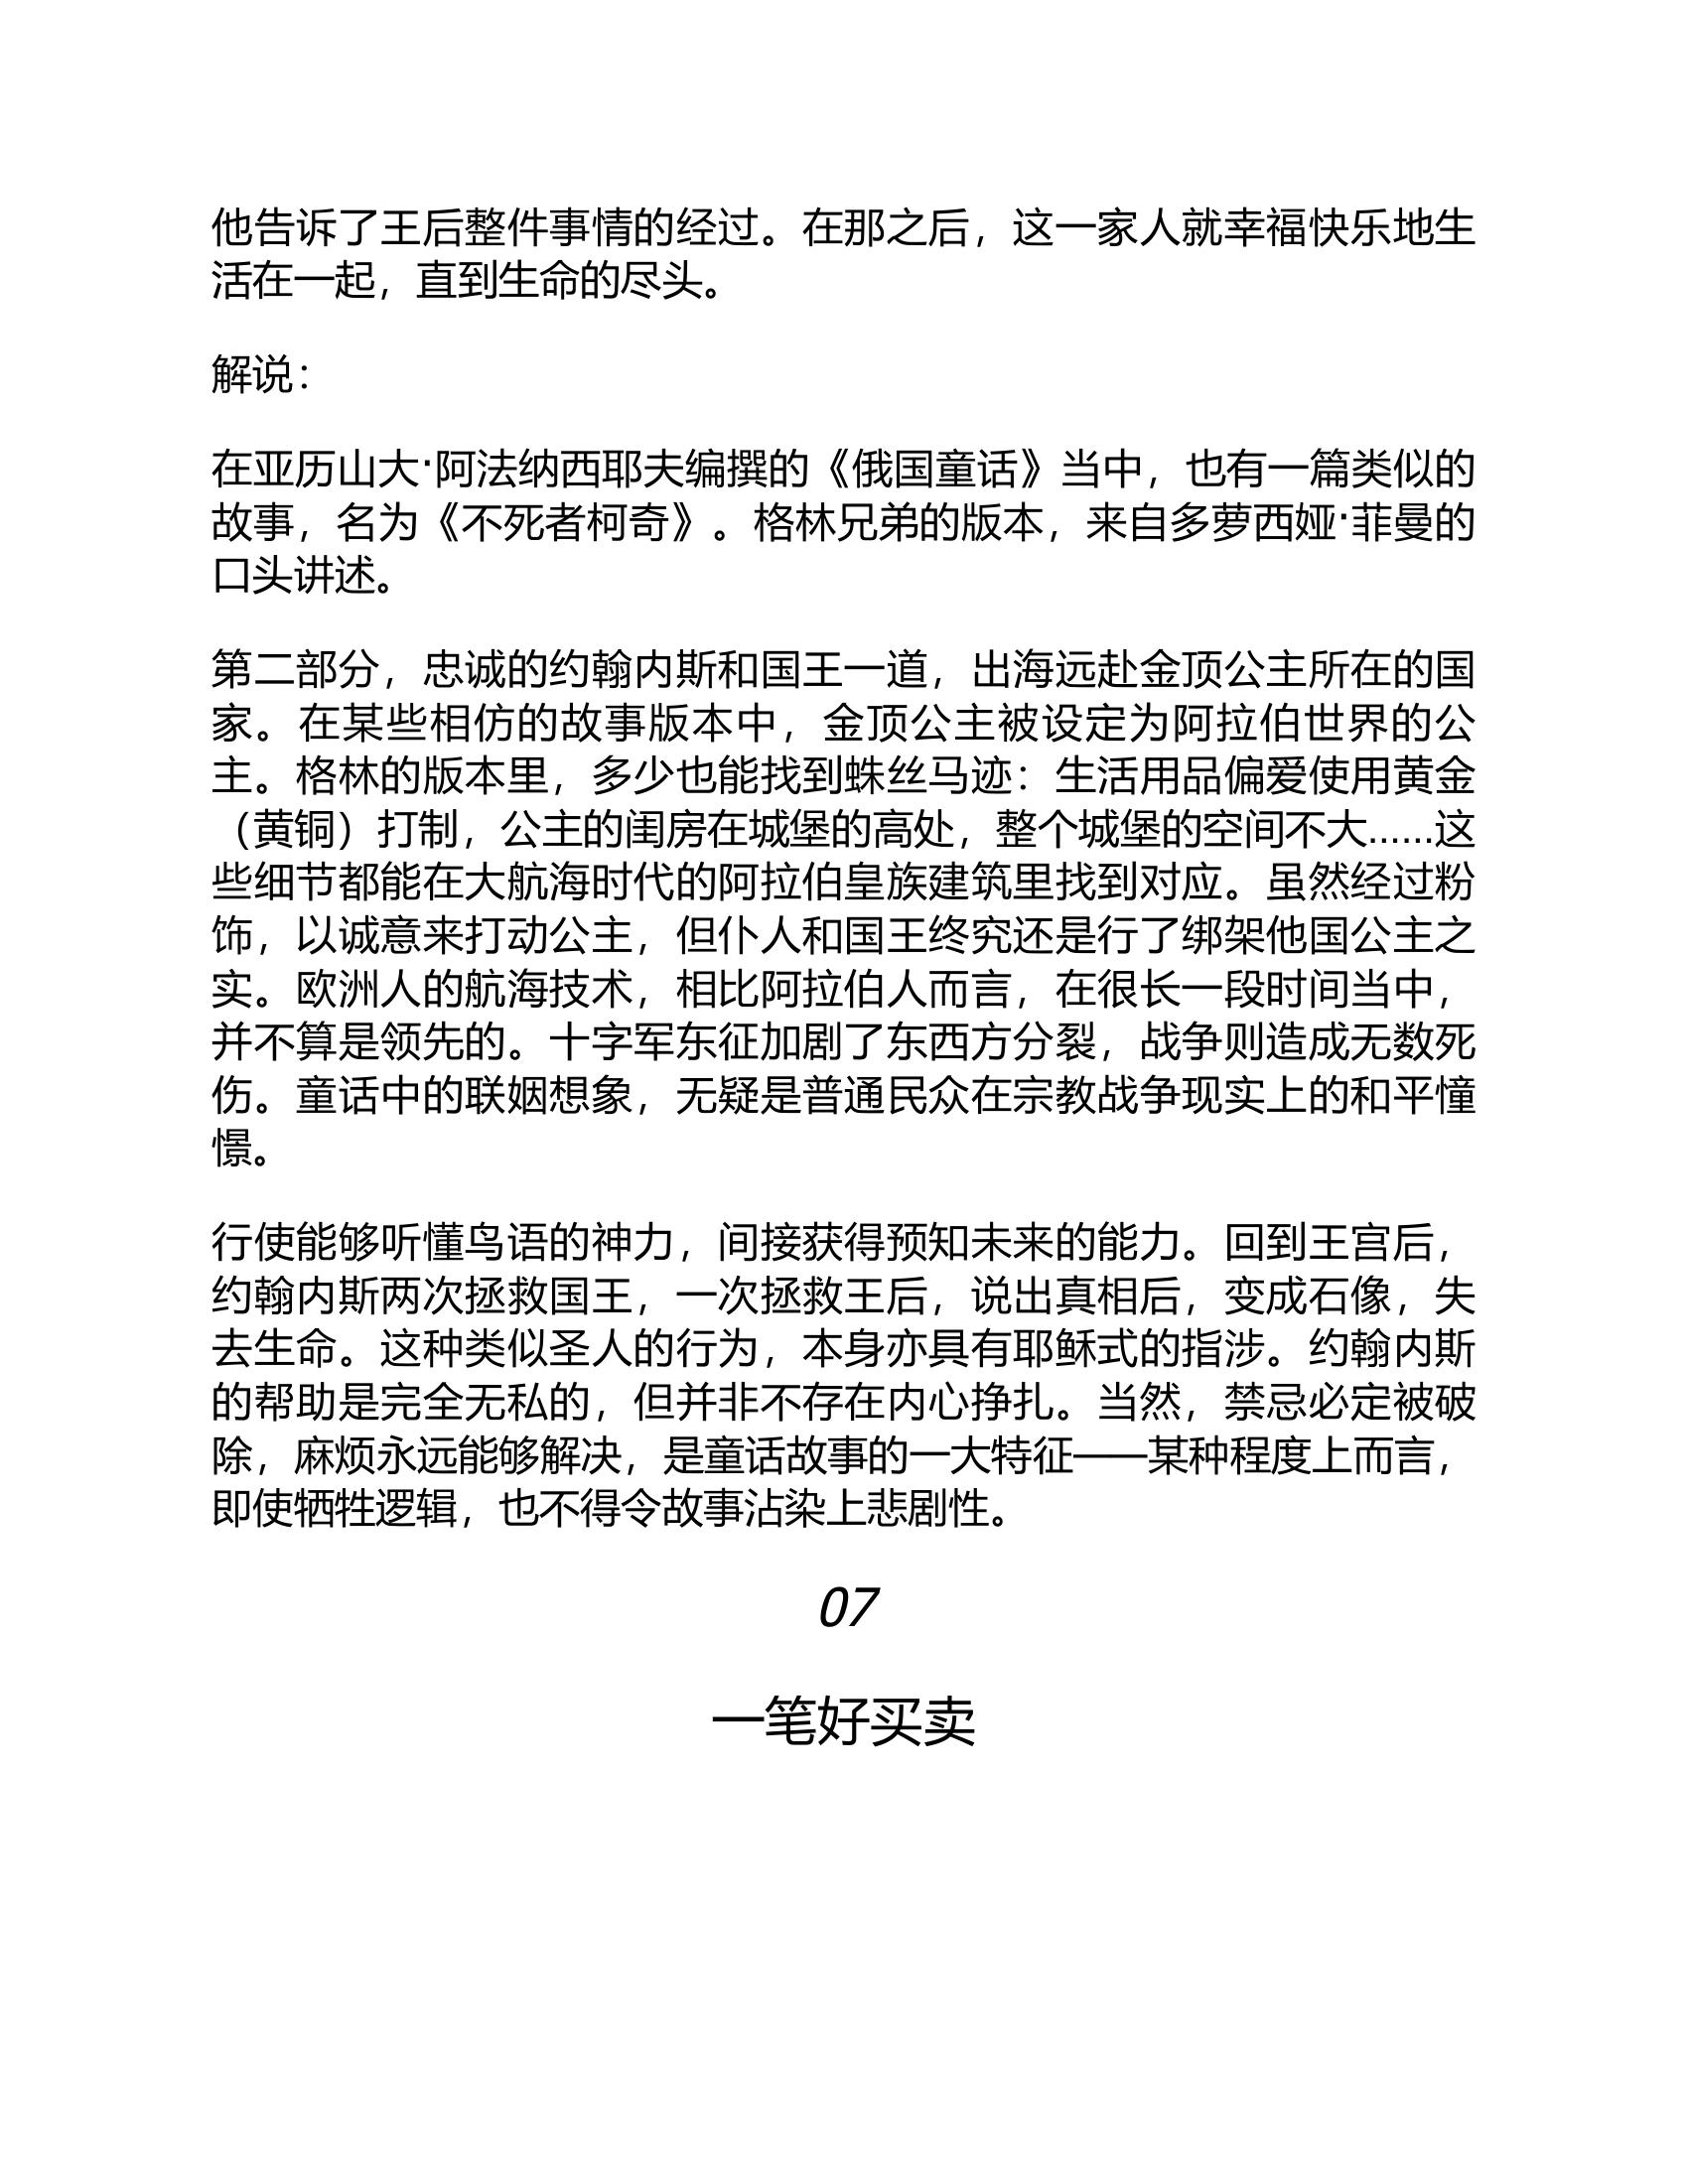 他告诉了王后整件事情的经过。在那之后，这一家人就幸福快乐地生
活在一起，直到生命的尽头。
解说：
在亚历山大·阿法纳西耶夫编撰的《俄国童话》当中，也有一篇类似的
故事，名为《不死者柯奇》。格林兄弟的版本，来自多萝西娅·菲曼的
口头讲述。
第二部分，忠诚的约翰内斯和国王一道，出海远赴金顶公主所在的国
家。在某些相仿的故事版本中，金顶公主被设定为阿拉伯世界的公
主。格林的版本里，多少也能找到蛛丝马迹：生活用品偏爱使用黄金
（黄铜）打制，公主的闺房在城堡的高处，整个城堡的空间不大……这
些细节都能在大航海时代的阿拉伯皇族建筑里找到对应。虽然经过粉
饰，以诚意来打动公主，但仆人和国王终究还是行了绑架他国公主之
实。欧洲人的航海技术，相比阿拉伯人而言，在很长一段时间当中，
并不算是领先的。十字军东征加剧了东西方分裂，战争则造成无数死
伤。童话中的联姻想象，无疑是普通民众在宗教战争现实上的和平憧
憬。
行使能够听懂鸟语的神力，间接获得预知未来的能力。回到王宫后，
约翰内斯两次拯救国王，一次拯救王后，说出真相后，变成石像，失
去生命。这种类似圣人的行为，本身亦具有耶稣式的指涉。约翰内斯
的帮助是完全无私的，但并非不存在内心挣扎。当然，禁忌必定被破
除，麻烦永远能够解决，是童话故事的一大特征——某种程度上而言，
即使牺牲逻辑，也不得令故事沾染上悲剧性。
07
一笔好买卖